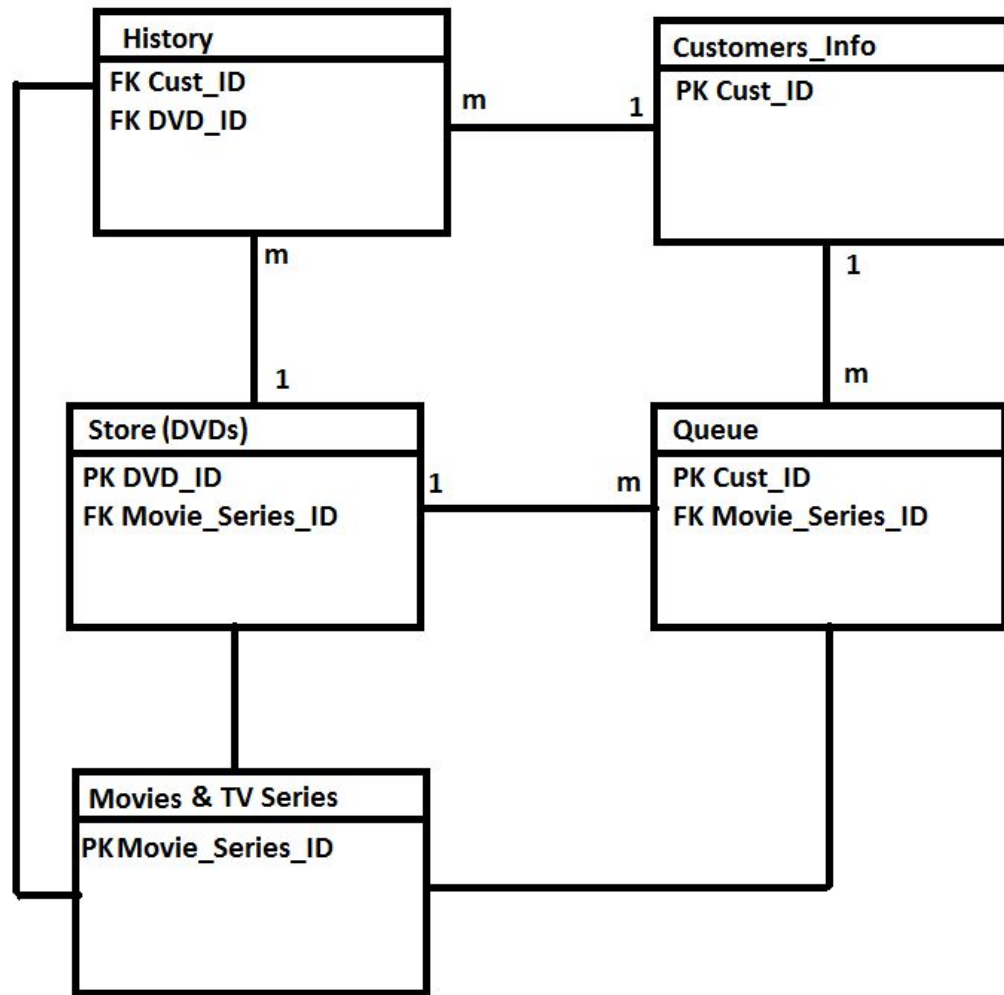 History
FK Cust_ID
FK DVD_ID
Customers_Info
PK Cust_ID
m
1
m
1
1
m
Store (DVDs)
PK DVD_ID
FK Movie_Series_ID
1
m
Queue
PK Cust_ID
FK Movie_Series_ID
Movies & TV Series
PK Movie_Series_ID